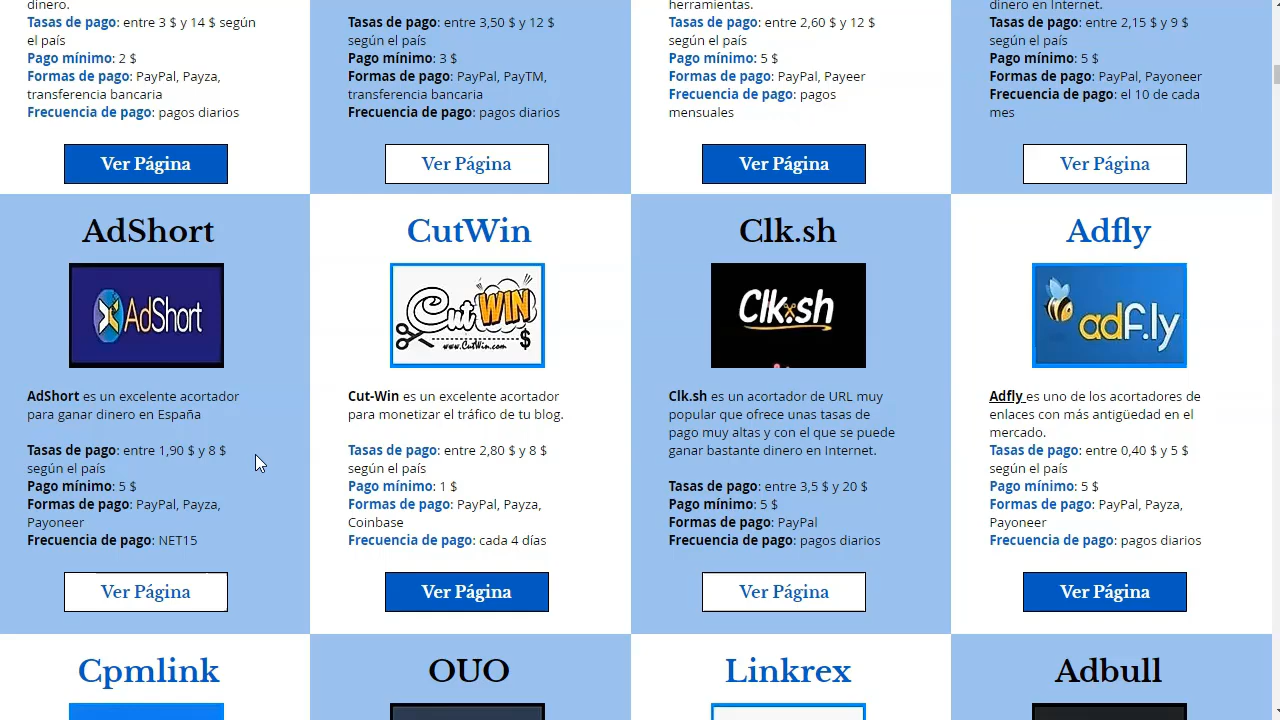 dinero.
Tasas de pago: entre 3 $ y 14 $ según
el país
Pago mínimo: 2 $
Formas de pago: PayPal, Payza,
transferencia bancaria
Frecuencia de pago: pagos diarios
Ver Página
Tasas de pago: entre 3,50 $ y 12 $
según el país
Pago mínimo: 3 $
Formas de pago: PayPal, PayTM,
transferencia bancaria
Frecuencia de pago: pagos diarios
Ver Página
herramientas.
Tasas de pago: entre 2,60 $ y 12 $
según el país
Pago mínimo: 5 $
Formas de pago: PayPal, Payeer
Frecuencia de pago: pagos
mensuales
Ver Página
dinero en Internet.
Tasas de pago: entre 2,15 $ y 9 $
según el país
Pago mínimo: 5 $
Formas de pago: PayPal, Payoneer
Frecuencia de pago: el 10 de cada
mes
Ver Página
AdShort
AdShort
AdShort es un excelente acortador
para ganar dinero en España
Tasas de pago: entre 1,90 $ y 8 $
según el país
Pago mínimo: 5 $
Formas de pago: PayPal, Payza,
Payoneer
Frecuencia de pago: NET15
Ver Página
CutWin
Cut WIN
www.CutWin.com $
Cut-Win es un excelente acortador
para monetizar el tráfico de tu blog.
Tasas de pago: entre 2,80 $ y 8 $
según el país
Pago mínimo: 1 $
Formas de pago: PayPal, Payza,
Coinbase
Frecuencia de pago: cada 4 días
Ver Página
Clk.sh
Clk.sh
Clk.sh es un acortador de URL muy
popular que ofrece unas tasas de
pago muy altas y con el que se puede
ganar bastante dinero en Internet.
Tasas de pago: entre 3,5 $ y 20 $
Pago mínimo: 5 $
Formas de pago: PayPal
Frecuencia de pago: pagos diarios
Ver Página
Adfly
adf.ly
Adfly es uno de los acortadores de
enlaces con más antigüedad en el
mercado.
Tasas de pago: entre 0,40 $ y 5 $
según el país
Pago mínimo: 5 $
Formas de pago: PayPal, Payza,
Payoneer
Frecuencia de pago: pagos diarios
Ver Página
Cpmlink
OUO
Linkrex
Adbull